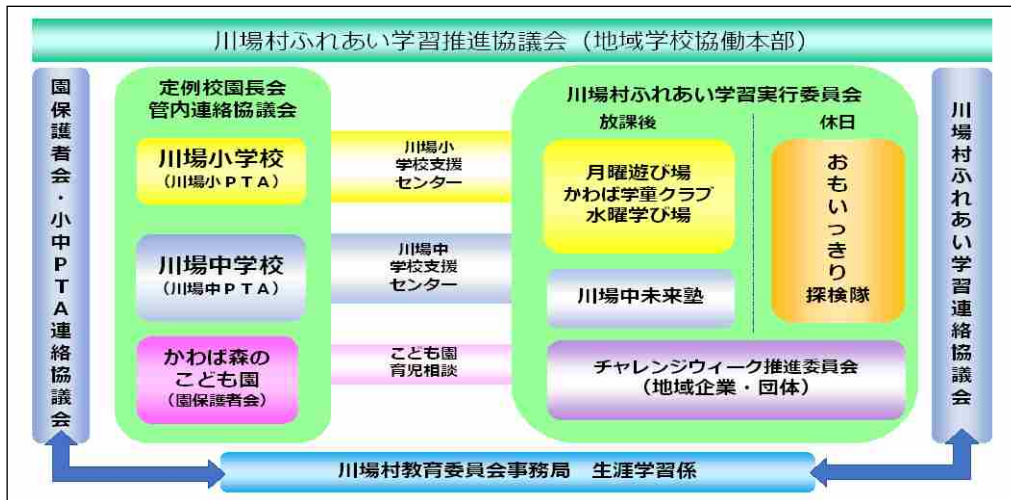 川場村ふれあい学習推進協議会（地域学校協働本部）
園保護者会・小中ＰＴＡ連絡協議会
定例校園長会
管内連絡協議会
川場小学校
（川場小ＰＴＡ）
川場中学校
（川場中ＰＴＡ）
かわば森の
こども園
（園保護者会）
川場小
学校支援
センター
川場中
学校支援
センター
こども園
育児相談
川場村ふれあい学習実行委員会
放課後
休日
月曜遊び場
かわば学童クラブ
水曜学び場
川場中未来塾
おもいっきり
探検隊
チャレンジウィーク推進委員会
（地域企業・団体）
川場村ふれあい学習連絡協議会
川場村教育委員会事務局　生涯学習係